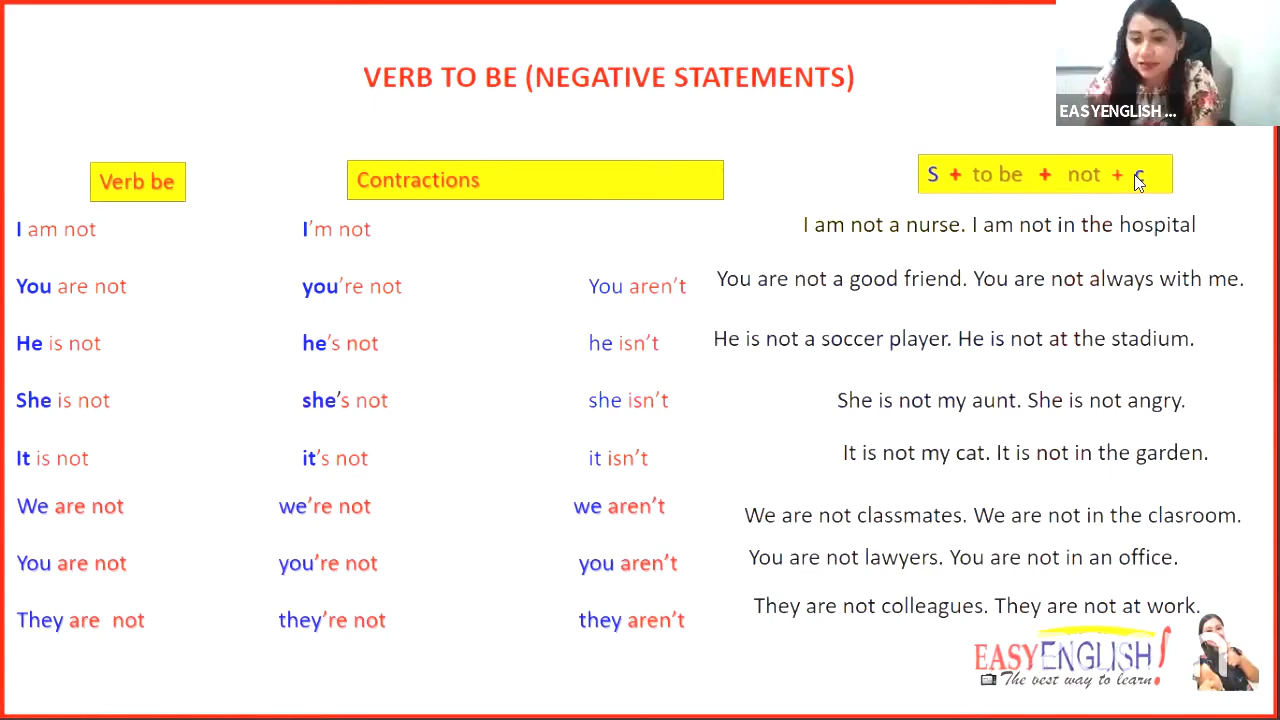 VERB TO BE (NEGATIVE STATEMENTS)
EASYENGLISH ...
Verb be
Contractions
S + to be + not + c
I am not I'm not I am not a nurse. I am not in the hospital
You are not you're not You aren't You are not a good friend. You are not always with me.
He is not he's not he isn't He is not a soccer player. He is not at the stadium.
She is not she's not she isn't She is not my aunt. She is not angry.
It is not it's not it isn't It is not my cat. It is not in the garden.
We are not we're not we aren't We are not classmates. We are not in the clasroom.
You are not you're not you aren't You are not lawyers. You are not in an office.
They are not they're not they aren't They are not colleagues. They are not at work.
EASYENGLISH!
The best way to learn!